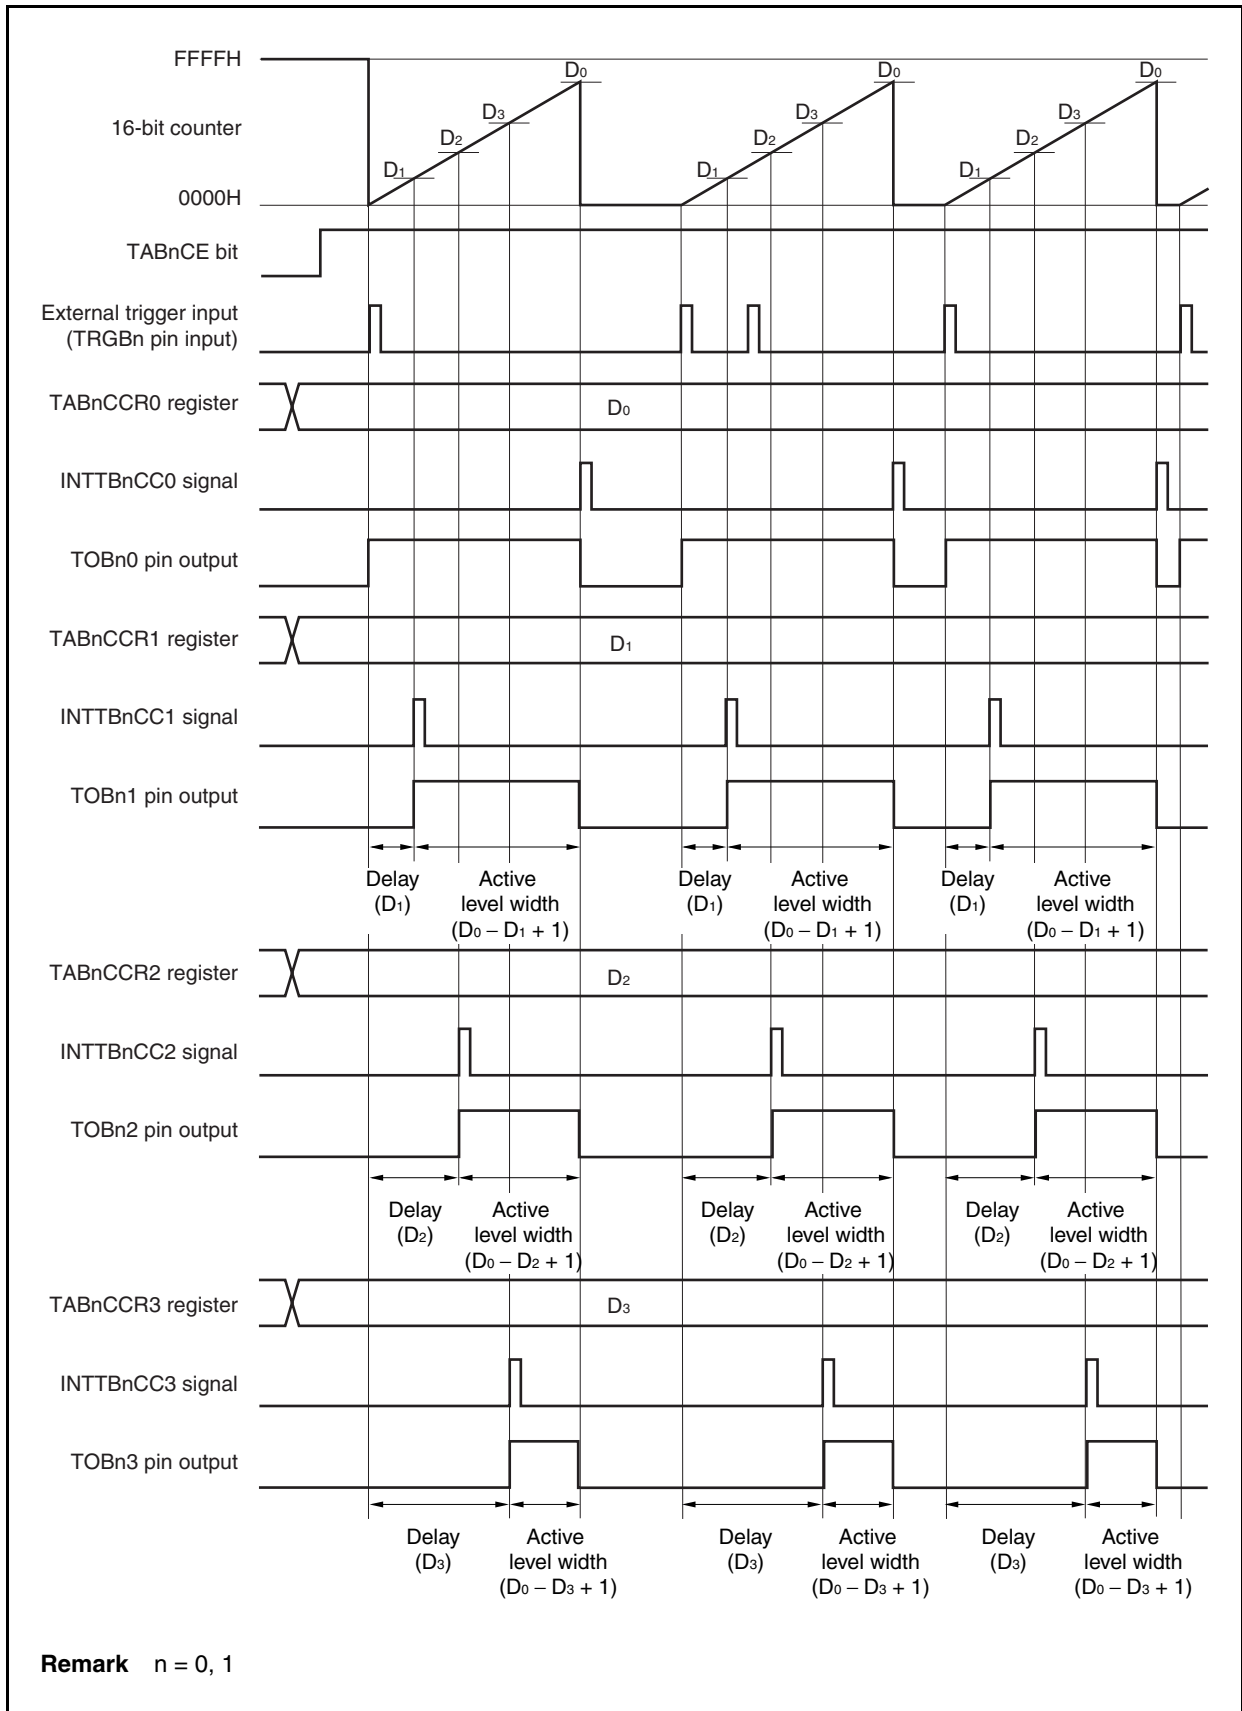 FFFFH
D0 D0 D0
16-bit counter
D3 D3 D3
D2 D2 D2
D1 D1 D1
0000H
TABnCE bit
External trigger input
(TRGBn pin input)
TABnCCR0 register
D0
INTTBnCC0 signal
TOBn0 pin output
TABnCCR1 register
D1
INTTBnCC1 signal
TOBn1 pin output
Delay Active Delay Active Delay Active
(D1) level width (D1) level width (D1) level width
(D0 – D1 + 1) (D0 – D1 + 1) (D0 – D1 + 1)
TABnCCR2 register
D2
INTTBnCC2 signal
TOBn2 pin output
Delay Active Delay Active Delay Active
(D2) level width (D2) level width (D2) level width
(D0 – D2 + 1) (D0 – D2 + 1) (D0 – D2 + 1)
TABnCCR3 register
D3
INTTBnCC3 signal
TOBn3 pin output
Delay Active Delay Active Delay Active
(D3) level width (D3) level width (D3) level width
(D0 – D3 + 1) (D0 – D3 + 1) (D0 – D3 + 1)
Remark n = 0, 1